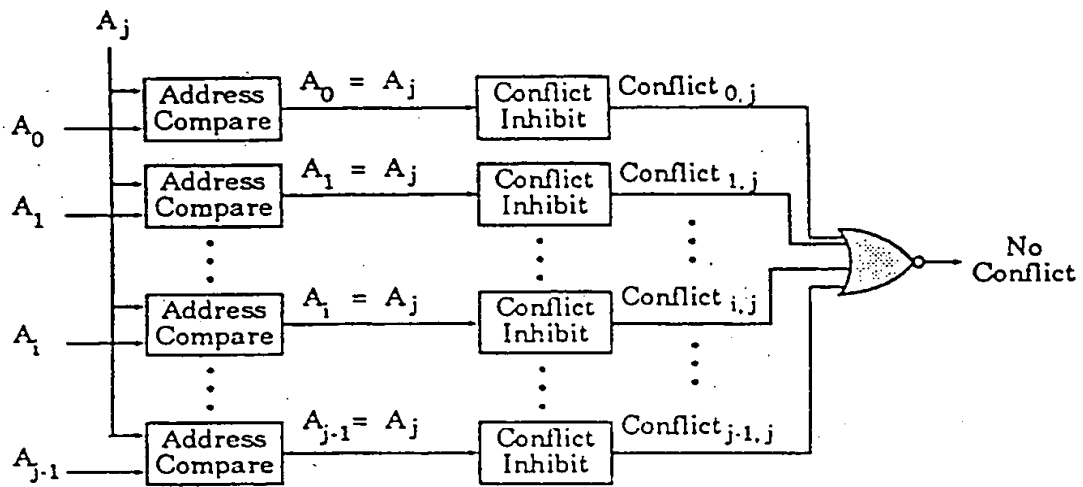 A_j
Address
Compare
A_0
A_0 = A_j
Conflict
Inhibit
Conflict_0,j
Address
Compare
A_1
A_1 = A_j
Conflict
Inhibit
Conflict_1,j
No
Conflict
Address
Compare
A_i
A_i = A_j
Conflict
Inhibit
Conflict_i,j
Address
Compare
A_j-1
A_j-1 = A_j
Conflict
Inhibit
Conflict_j-1,j